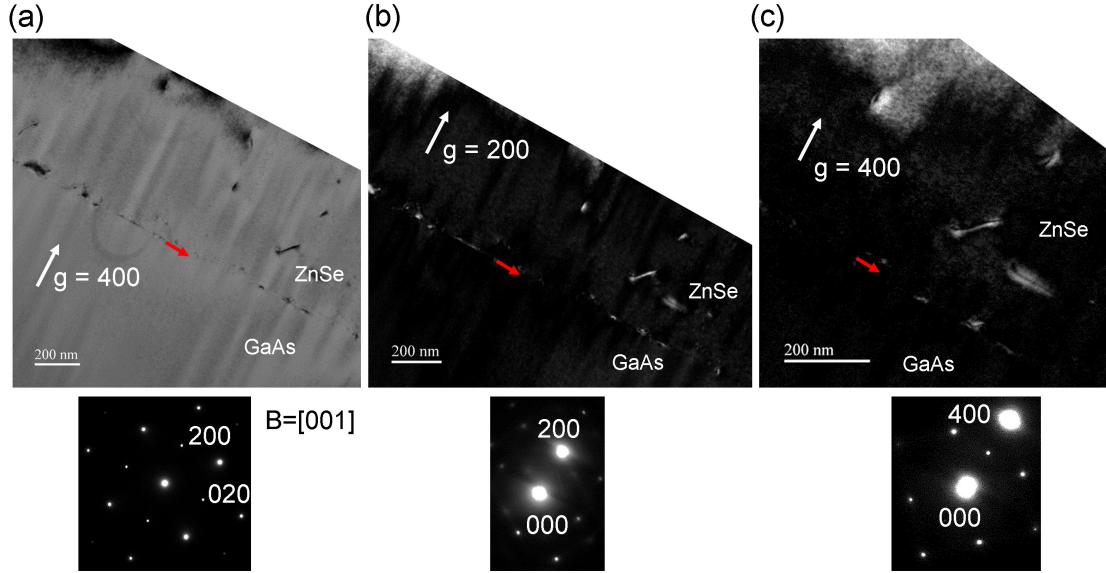 (a)
(b)
(c)
g = 400
ZnSe
GaAs
200 nm
g = 200
ZnSe
GaAs
200 nm
g = 400
ZnSe
GaAs
200 nm
200
020
B=[001]
200
000
400
000